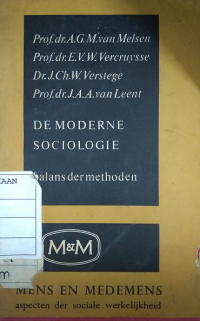 Prof.dr.A.G.M.van Melsen
Prof.dr.E.V.W.Vercruysse
Dr.J.Ch.W.Verstege
Prof.dr.J.A.A.van Leent
DE MODERNE
SOCIOLOGIE
balans der methoden
KAAN
M&M
m
MENS EN MEDEMENS
aspecten der sociale werkelijkheid